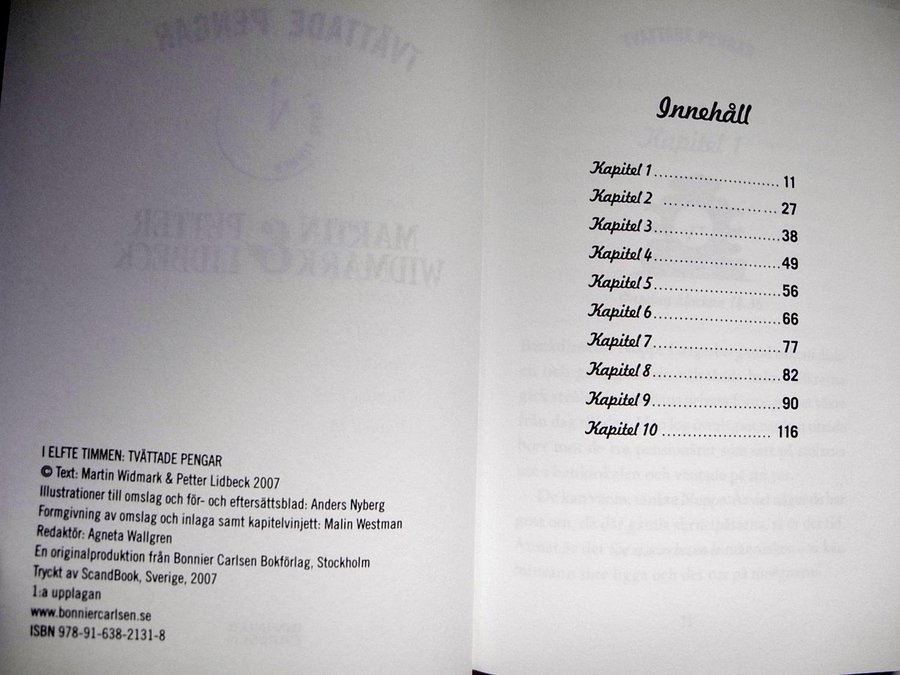 I ELFTE TIMMEN: TVÄTTADE PENGAR
© Text: Martin Widmark & Petter Lidbeck 2007
Illustrationer till omslag och för- och eftersättsblad: Anders Nyberg
Formgivning av omslag och inlaga samt kapitelvinjett: Malin Westman
Redaktör: Agneta Wallgren
En originalproduktion från Bonnier Carlsen Bokförlag, Stockholm
Tryckt av ScandBook, Sverige, 2007
1:a upplagan
www.bonniercarlsen.se
ISBN 978-91-638-2131-8
Innehåll
Kapitel 1 ........................... 11
Kapitel 2 ........................ 27
Kapitel 3 ........................... 38
Kapitel 4 ........................... 49
Kapitel 5 ........................... 56
Kapitel 6 ........................... 66
Kapitel 7 ........................... 77
Kapitel 8 ........................... 82
Kapitel 9 ........................... 90
Kapitel 10 ....................... 116